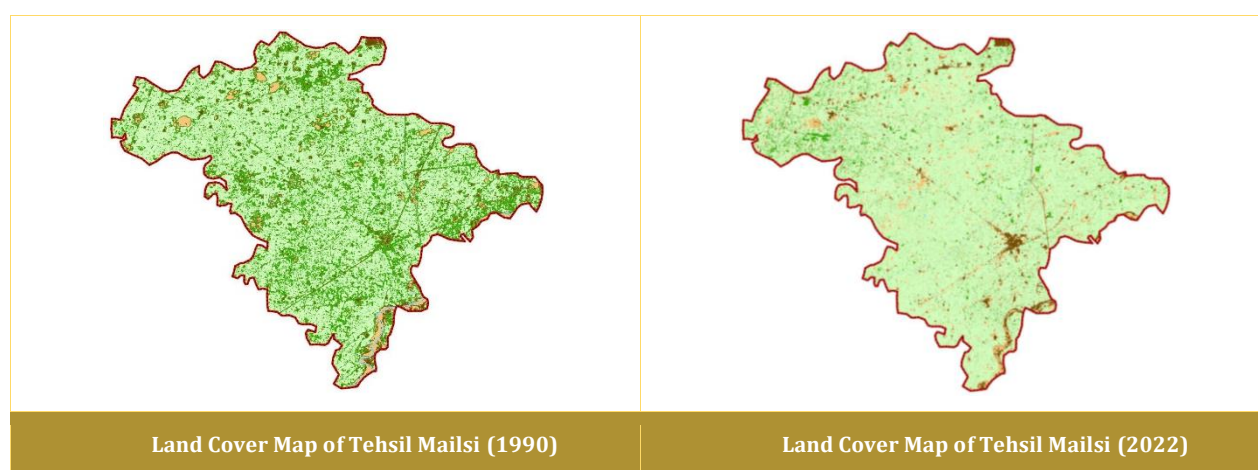 Land Cover Map of Tehsil Mailsi (1990)
Land Cover Map of Tehsil Mailsi (2022)